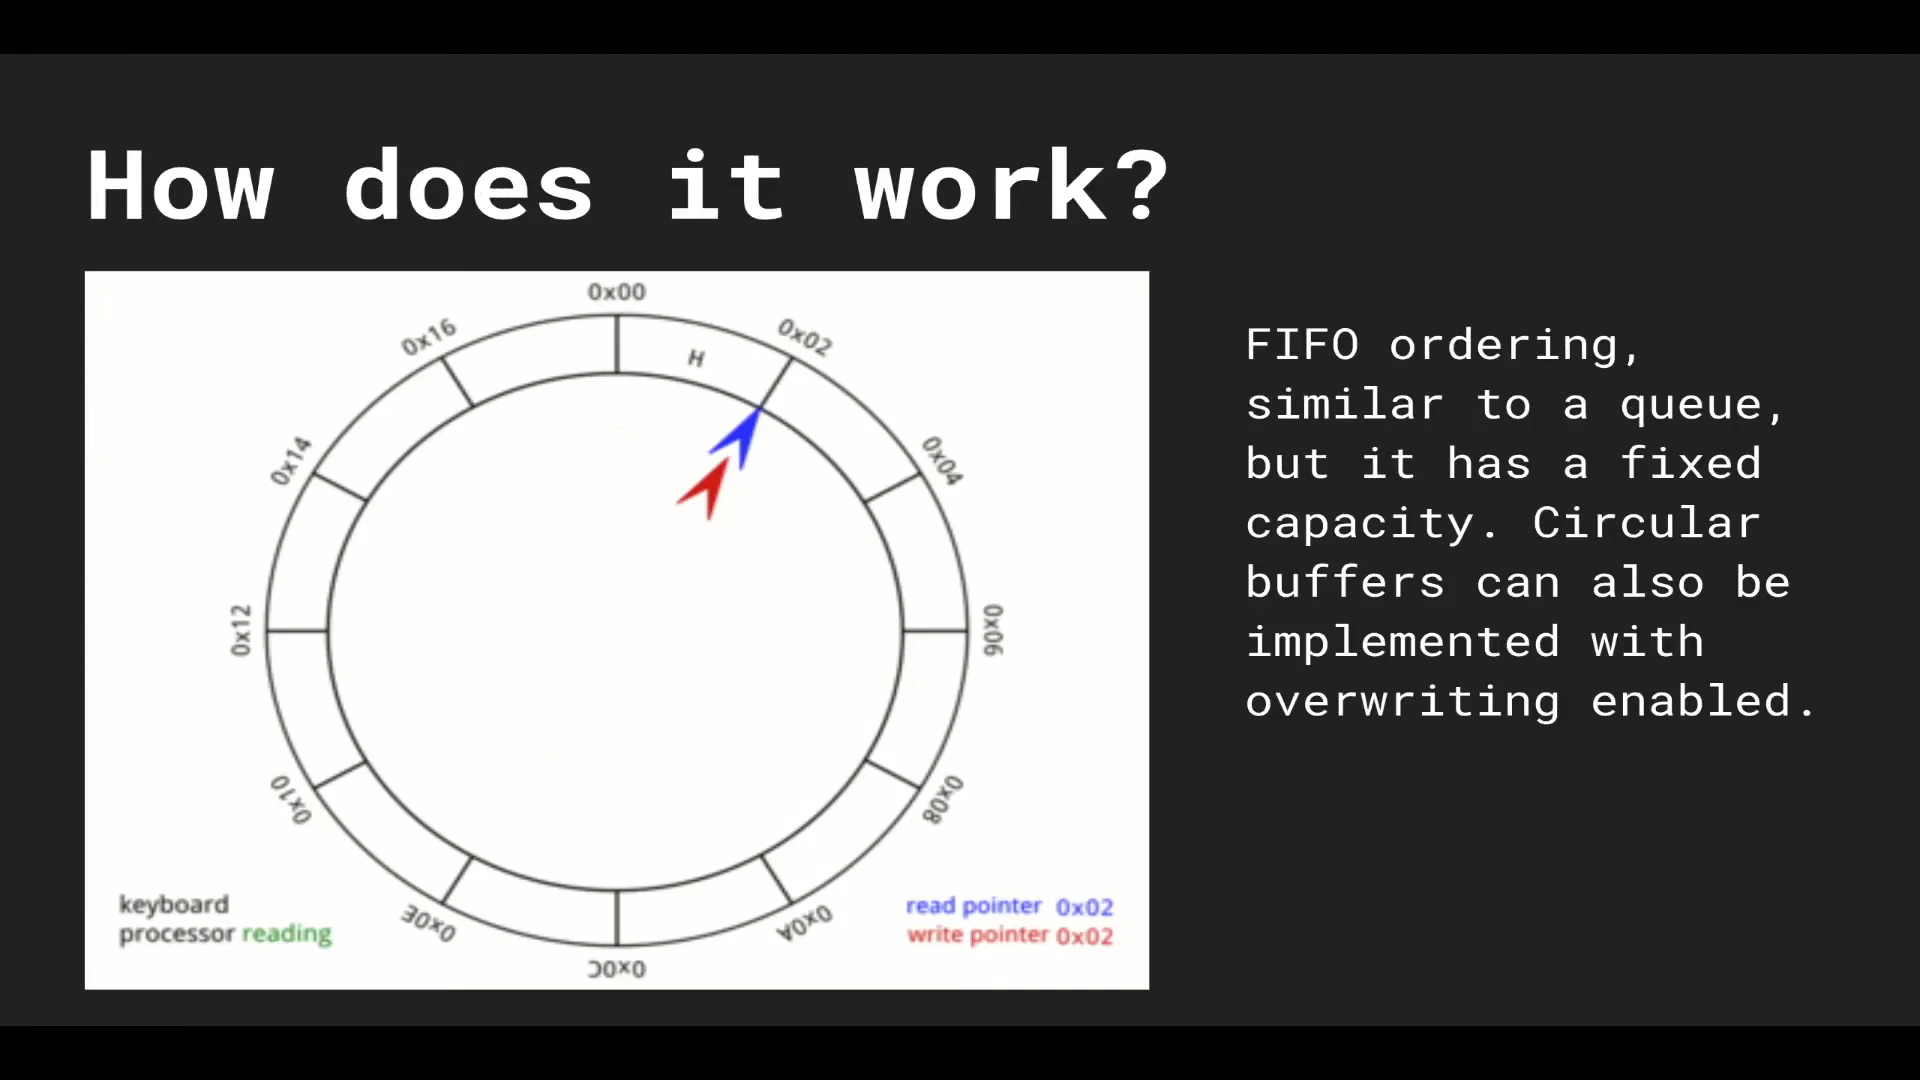 How does it work?
0x00
0x02
0x04
0x06
0x08
0x0A
0x0C
0x0E
0x10
0x12
0x14
0x16
H
keyboard
processor reading
read pointer 0x02
write pointer 0x02
FIFO ordering,
similar to a queue,
but it has a fixed
capacity. Circular
buffers can also be
implemented with
overwriting enabled.